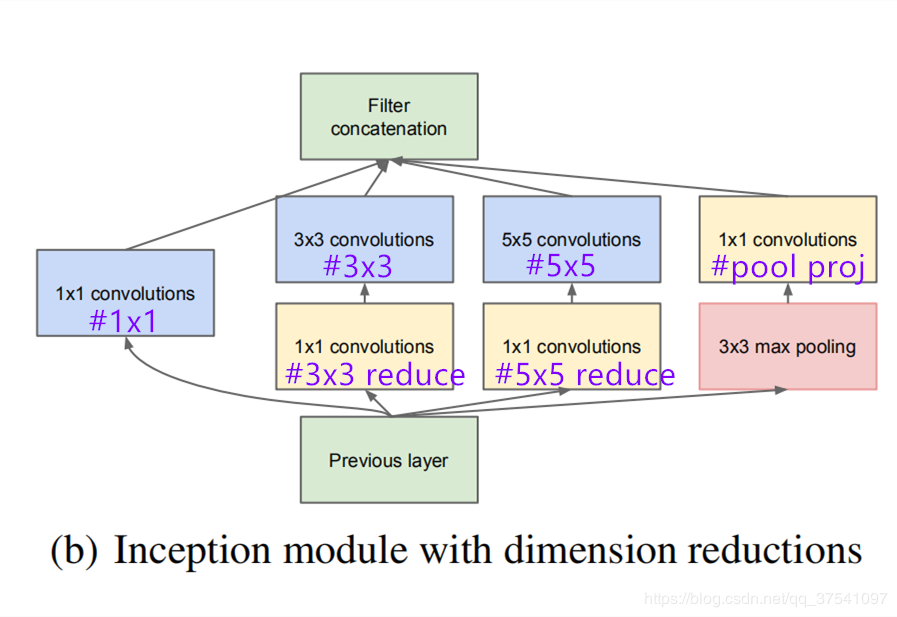 Filter
concatenation
3x3 convolutions
#3x3
5x5 convolutions
#5x5
1x1 convolutions
#pool proj
1x1 convolutions
#1x1
1x1 convolutions
#3x3 reduce
1x1 convolutions
#5x5 reduce
3x3 max pooling
Previous layer
(b) Inception module with dimension reductions
https://blog.csdn.net/qq_37541097